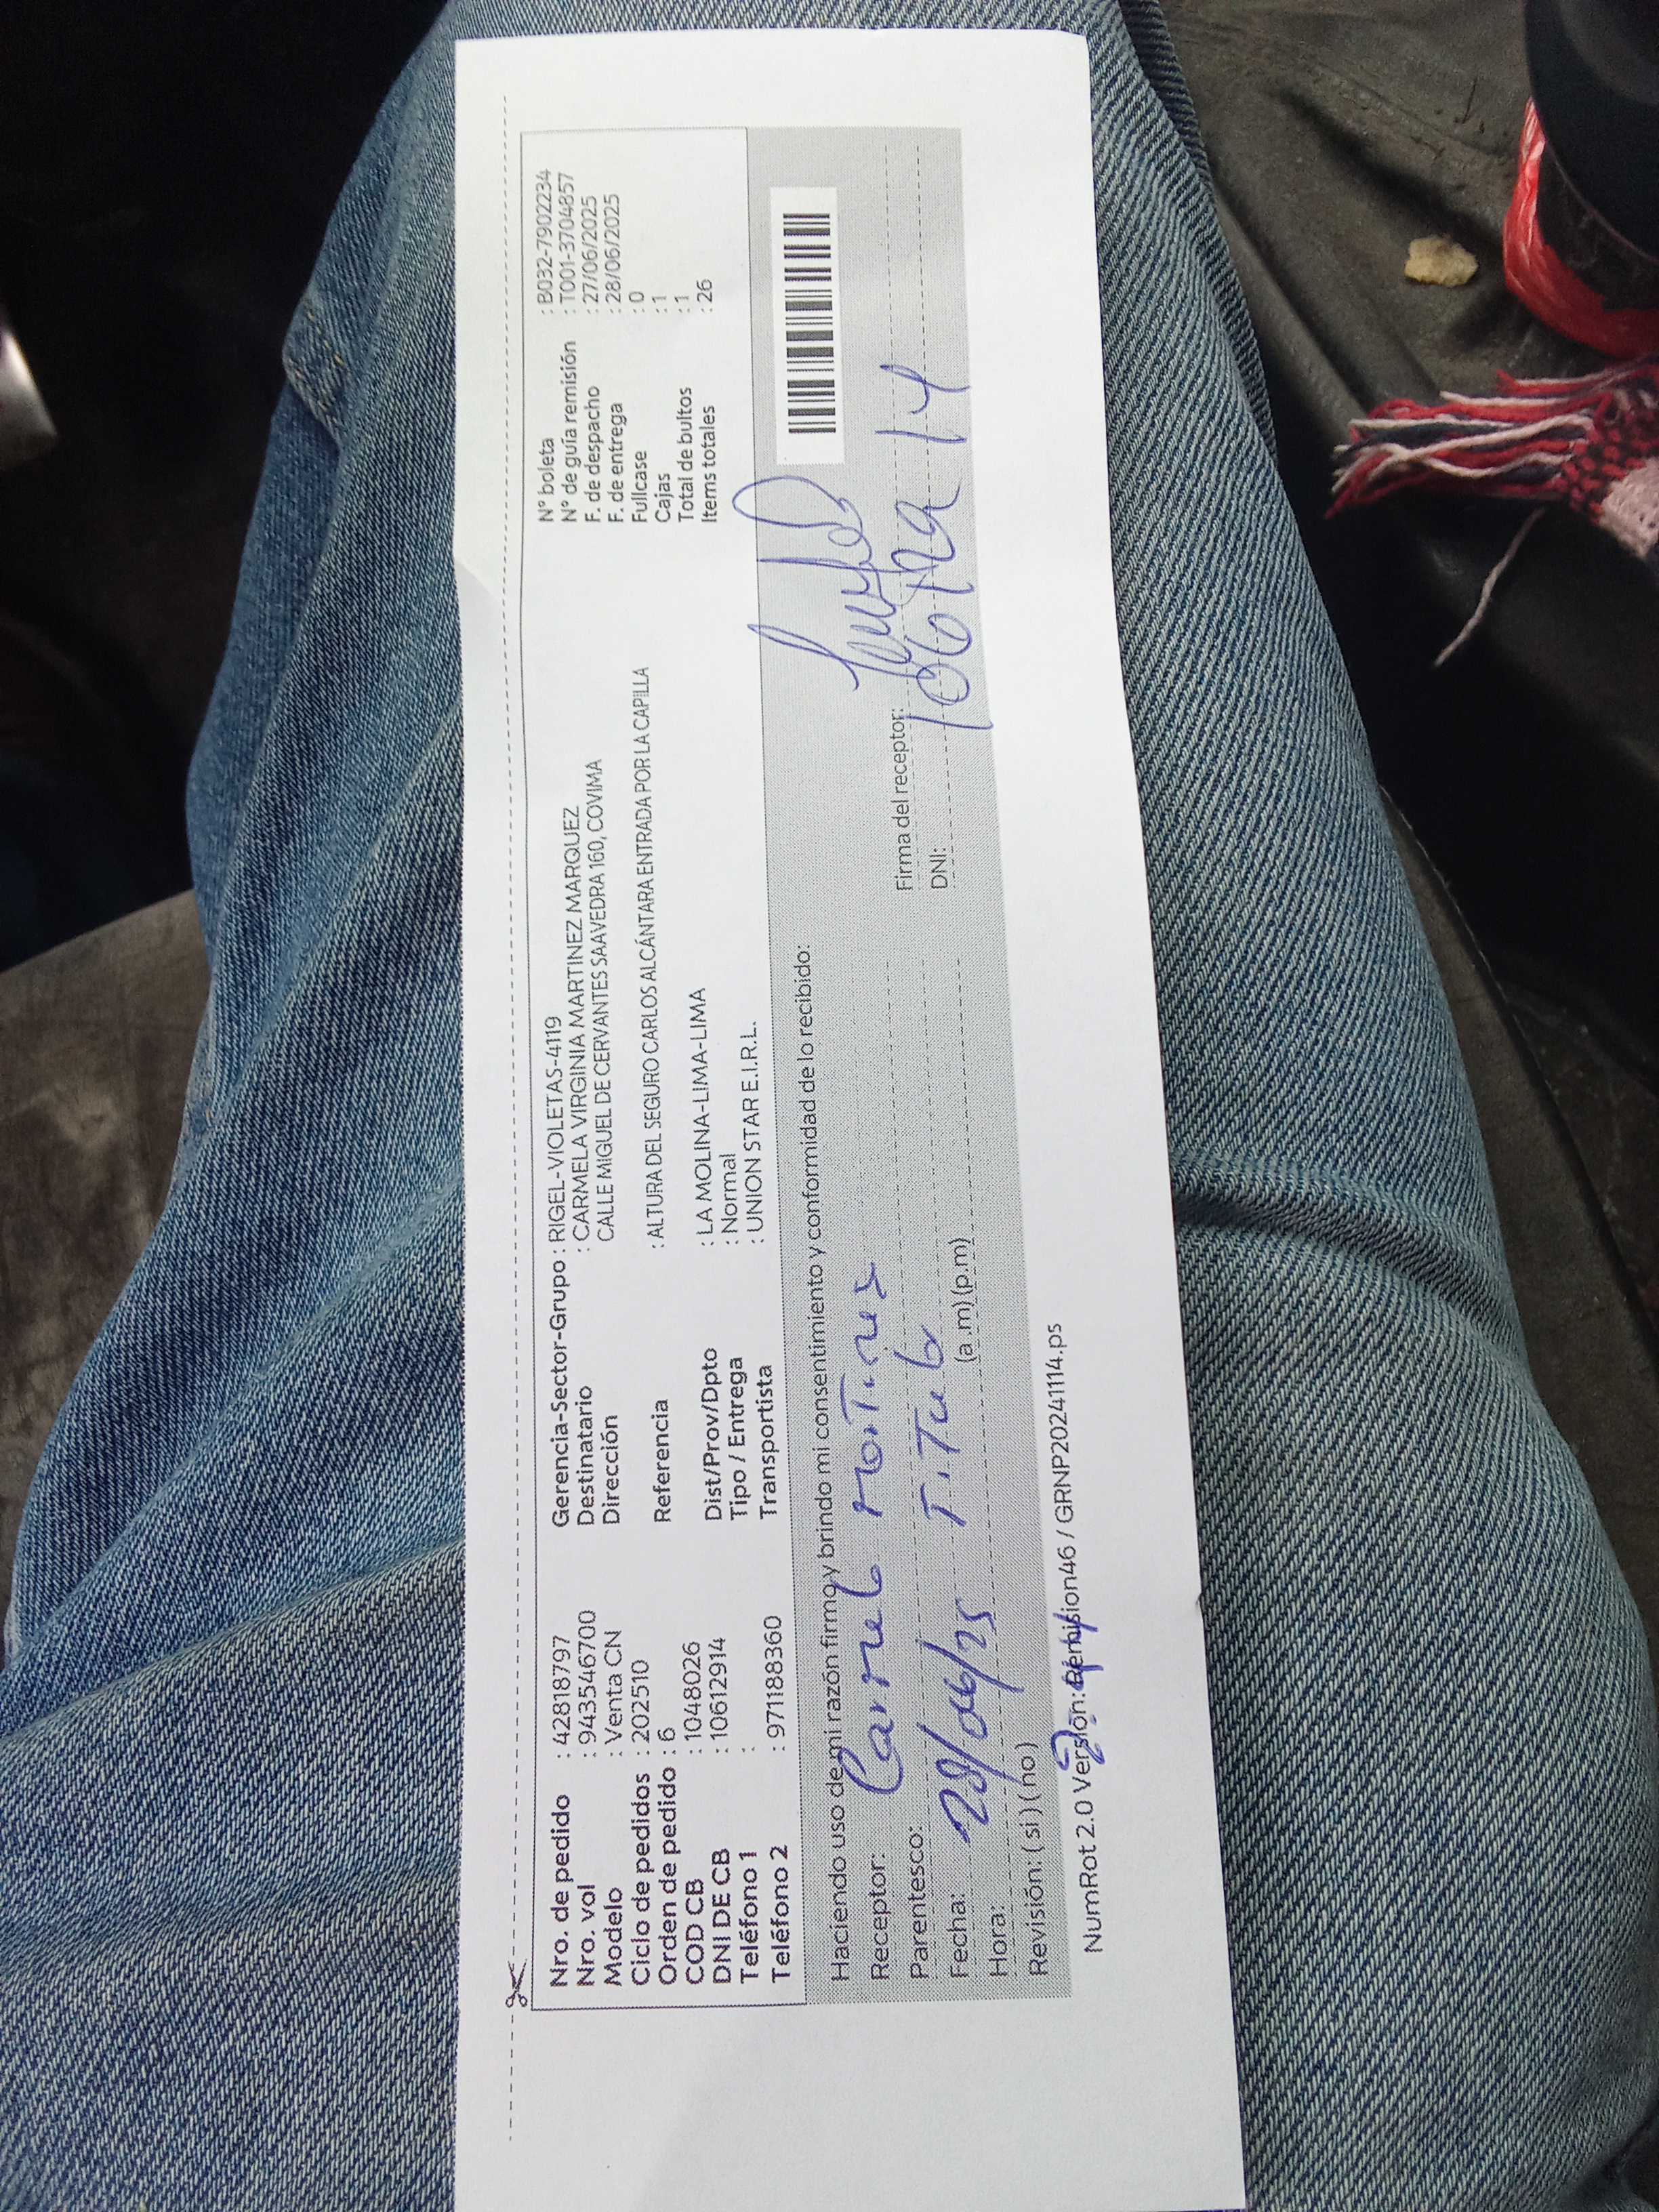 Nro. de pedido : 42818797
Nro. vol : 9435546700
Modelo : Venta CN
Ciclo de pedidos : 202510
Orden de pedido : 6
COD CB : 1048026
DNI DE CB : 10612914
Teléfono 1 :
Teléfono 2 : 971188360
Gerencia-Sector-Grupo : RIGEL-VIOLETAS-4119
Destinatario : CARMELA VIRGINIA MARTINEZ MARQUEZ
Dirección CALLE MIGUEL DE CERVANTES SAAVEDRA 160, COVIMA
Referencia : ALTURA DEL SEGURO CARLOS ALCÁNTARA ENTRADA POR LA CAPILLA
Dist/Prov/Dpto : LA MOLINA-LIMA-LIMA
Tipo / Entrega : Normal
Transportista : UNION STAR E.I.R.L.
N° boleta : B032-7902234
N° de guía remisión : T001-3704857
F. de despacho : 27/06/2025
F. de entrega : 28/06/2025
Fullcase : 0
Cajas : 1
Total de bultos : 1
Items totales : 26
Haciendo uso de mi razón firmo y brindo mi consentimiento y conformidad de lo recibido:
Receptor: Carmel Martinez
Parentesco: Titul
Fecha: 28/06/25
Hora: (a.m) (p.m)
Revisión: ( si ) ( no )
Firma del receptor:
DNI: 10612914
NumRot 2.0 Versión: Remision46 / GRNP20241114.ps